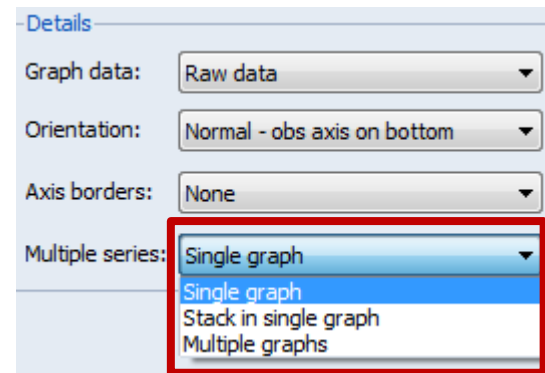 Details
Graph data: Raw data
Orientation: Normal - obs axis on bottom
Axis borders: None
Multiple series: Single graph
Single graph
Stack in single graph
Multiple graphs